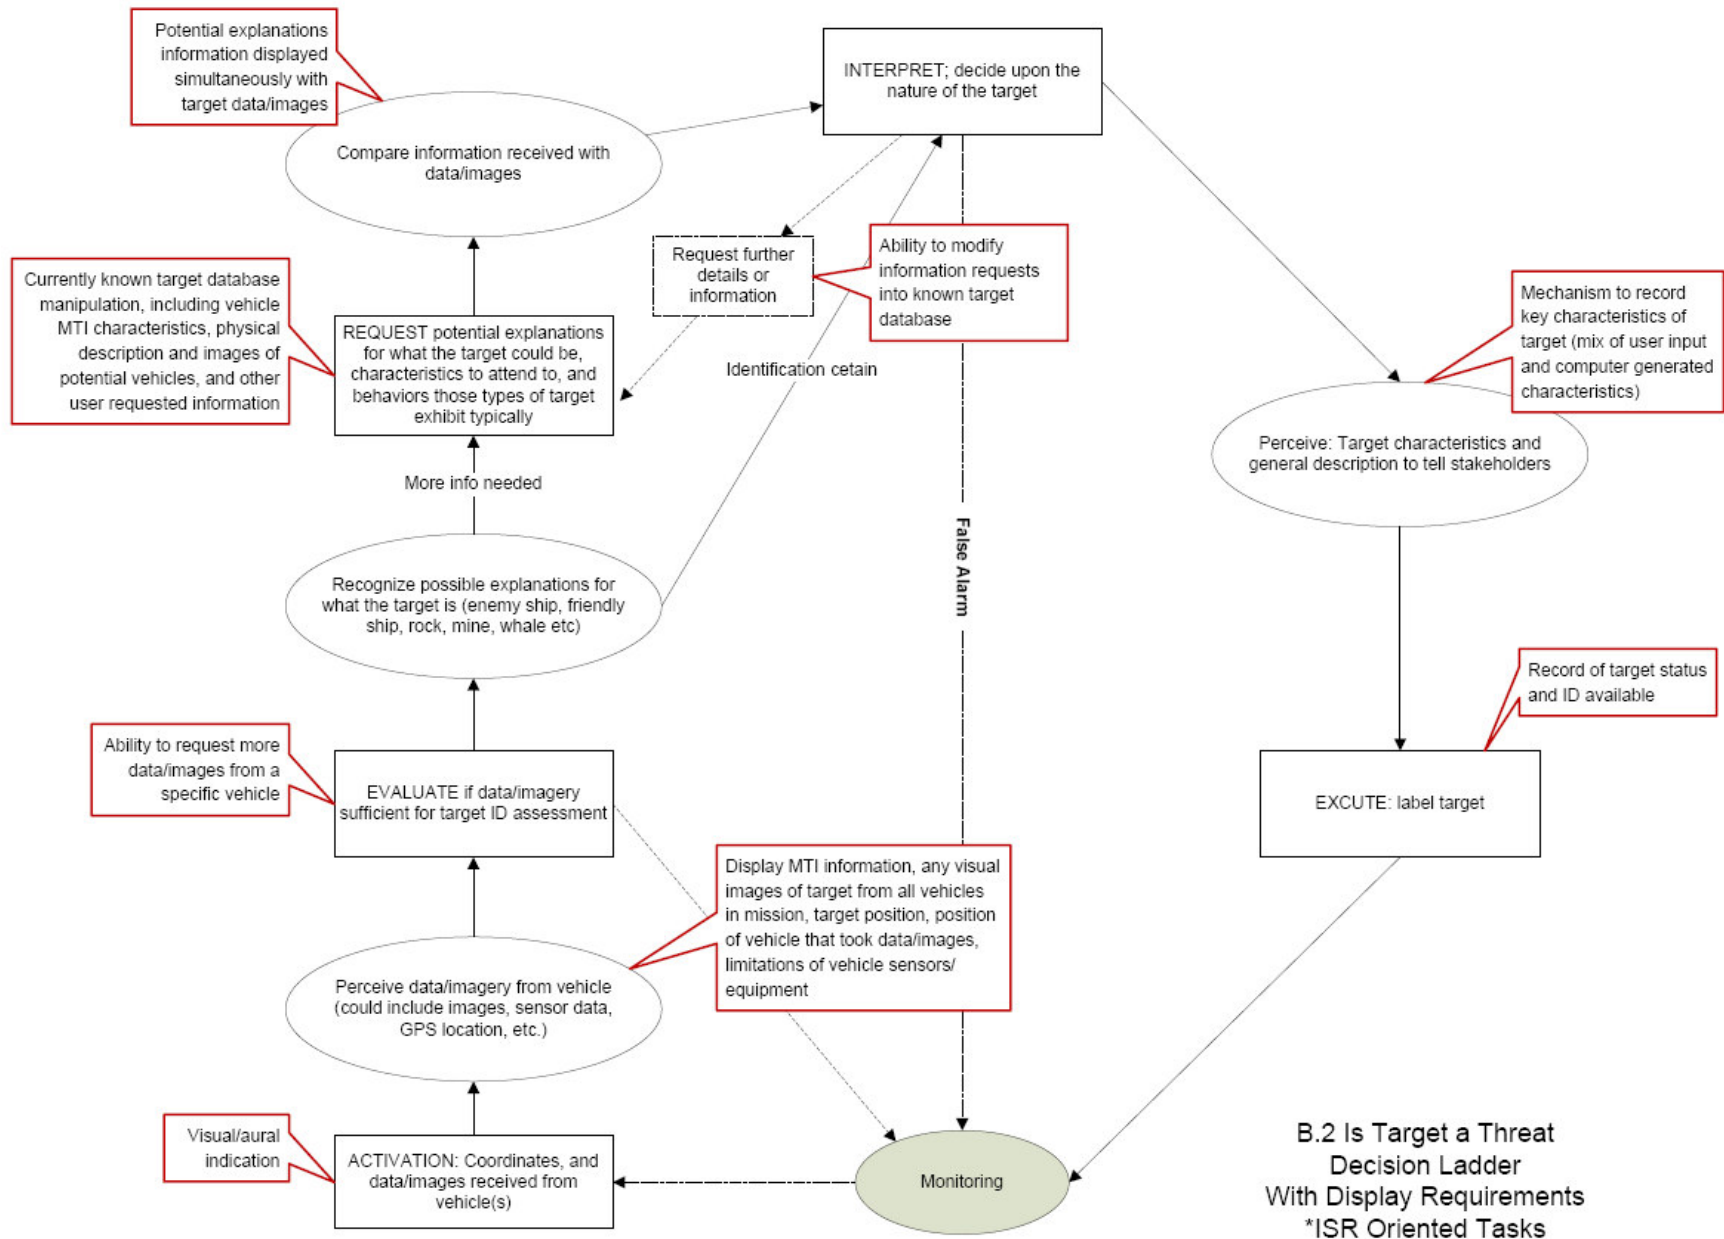 Potential explanations
information displayed
simultaneously with
target data/images
INTERPRET; decide upon the
nature of the target
Compare information received with
data/images
Request further
details or
information
Ability to modify
information requests
into known target
database
Currently known target database
manipulation, including vehicle
MTI characteristics, physical
description and images of
potential vehicles, and other
user requested information
REQUEST potential explanations
for what the target could be,
characteristics to attend to, and
behaviors those types of target
exhibit typically
Identification cetain
Mechanism to record
key characteristics of
target (mix of user input
and computer generated
characteristics)
Perceive: Target characteristics and
general description to tell stakeholders
More info needed
False Alarm
Recognize possible explanations for
what the target is (enemy ship, friendly
ship, rock, mine, whale etc)
Record of target status
and ID available
Ability to request more
data/images from a
specific vehicle
EVALUATE if data/imagery
sufficient for target ID assessment
EXCUTE: label target
Display MTI information, any visual
images of target from all vehicles
in mission, target position, position
of vehicle that took data/images,
limitations of vehicle sensors/
equipment
Perceive data/imagery from vehicle
(could include images, sensor data,
GPS location, etc.)
Visual/aural
indication
ACTIVATION: Coordinates, and
data/images received from
vehicle(s)
Monitoring
B.2 Is Target a Threat
Decision Ladder
With Display Requirements
*ISR Oriented Tasks